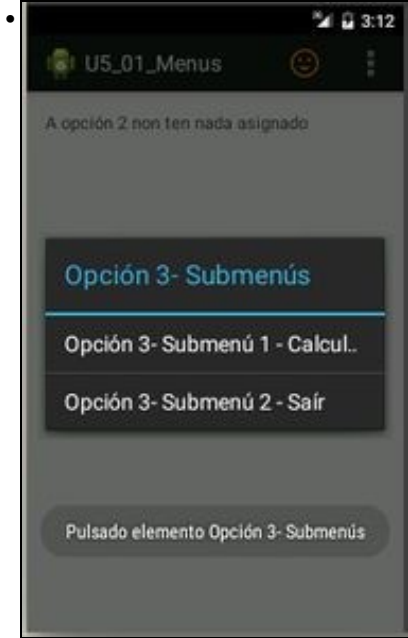 3:12
U5_01_Menus
A opción 2 non ten nada asignado
Opción 3- Submenús
Opción 3- Submenú 1 - Calcul..
Opción 3- Submenú 2 - Saír
Pulsado elemento Opción 3- Submenús